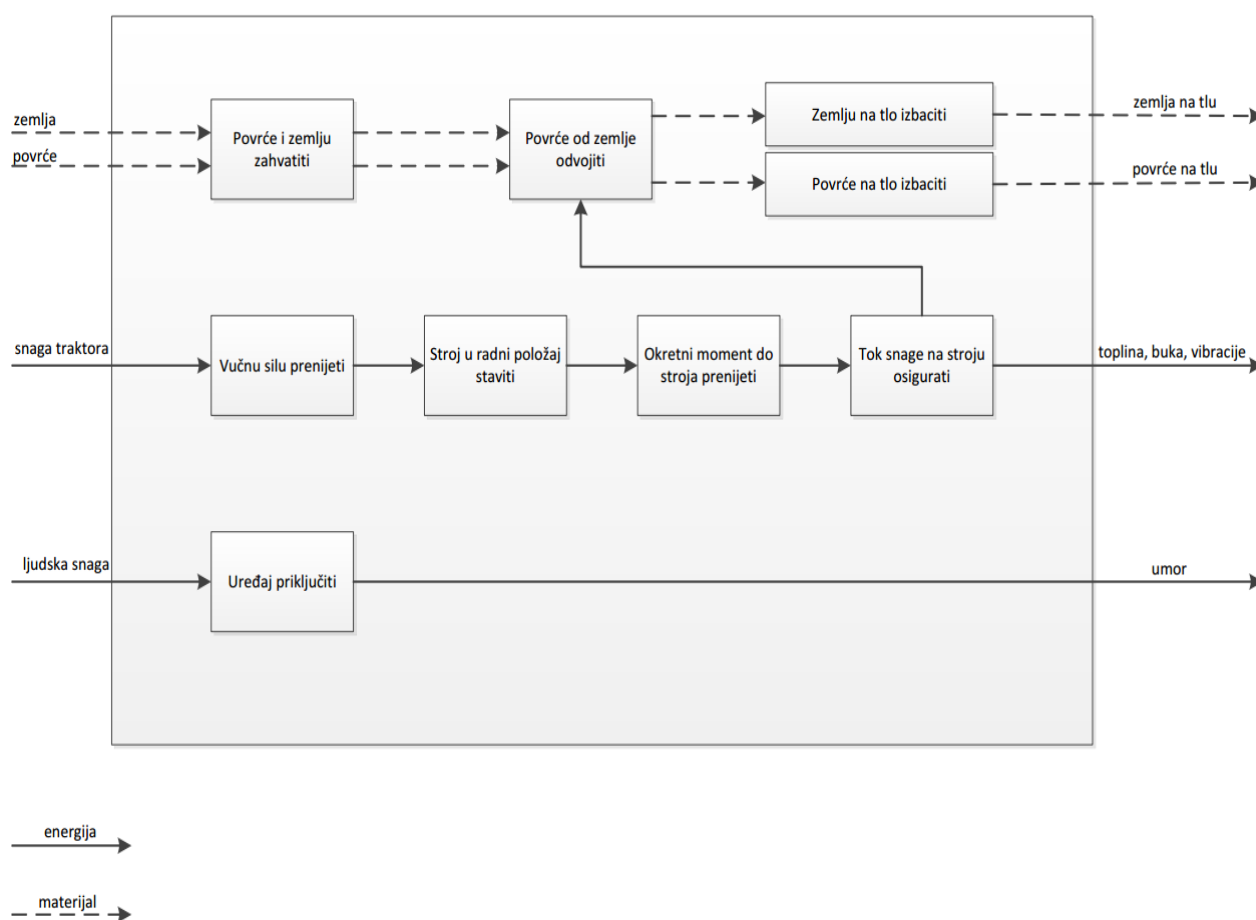 zemlja
povrće
Povrće i zemlju
zahvatiti
Povrće od zemlje
odvojiti
Zemlju na tlo izbaciti
zemlja na tlu
Povrće na tlo izbaciti
povrće na tlu
snaga traktora
Vučnu silu prenijeti
Stroj u radni položaj
staviti
Okretni moment do
stroja prenijeti
Tok snage na stroju
osigurati
toplina, buka, vibracije
ljudska snaga
Uređaj priključiti
umor
energija
materijal